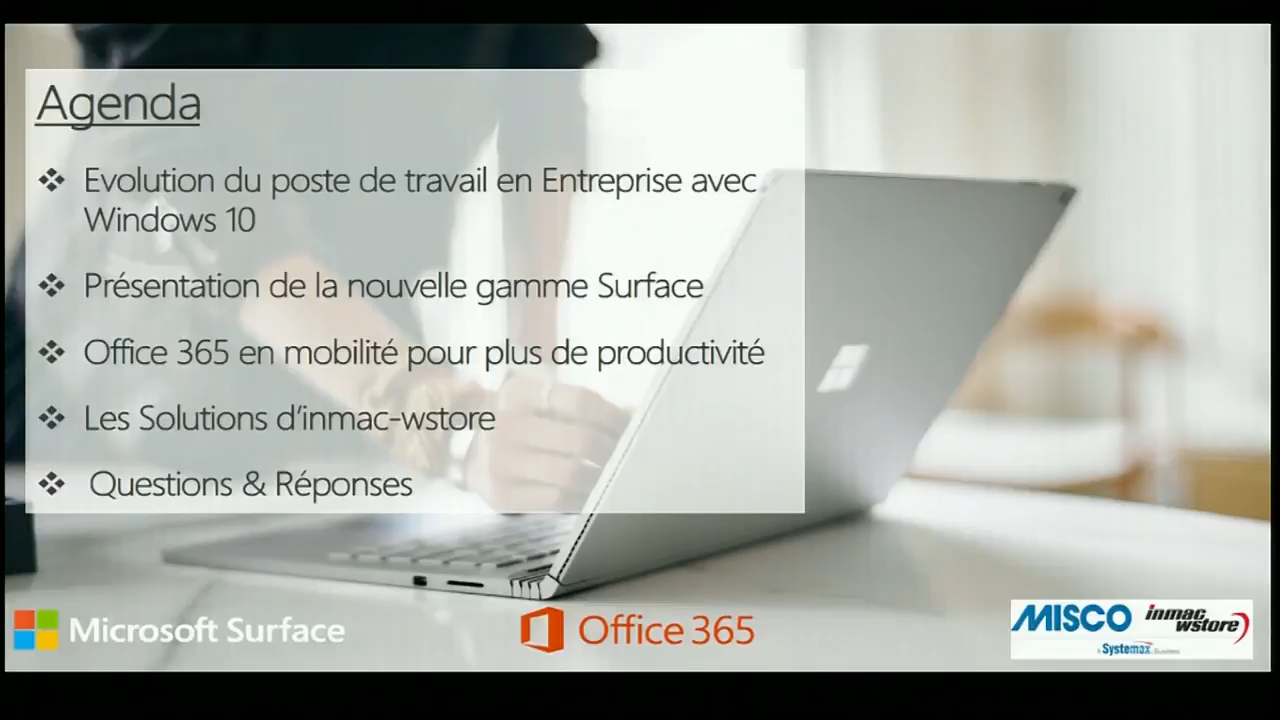 Agenda
❖ Evolution du poste de travail en Entreprise avec
Windows 10
❖ Présentation de la nouvelle gamme Surface
❖ Office 365 en mobilité pour plus de productivité
❖ Les Solutions d'inmac-wstore
❖ Questions & Réponses
Microsoft Surface
Office 365
MISCO
inmac
wstore
A Systemax Business